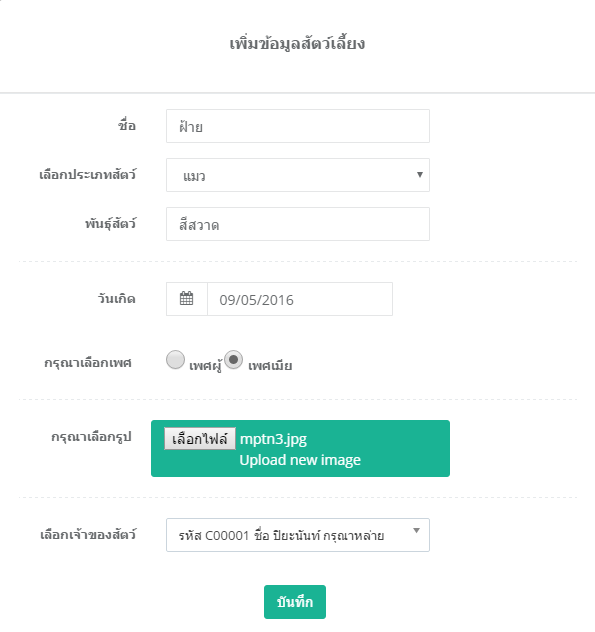 เพิ่มข้อมูลสัตว์เลี้ยง
ชื่อ ฝ้าย
เลือกประเภทสัตว์ แมว
พันธุ์สัตว์ สีสวาด
วันเกิด 09/05/2016
กรุณาเลือกเพศ เพศผู้ เพศเมีย
กรุณาเลือกรูป เลือกไฟล์ mptn3.jpg
Upload new image
เลือกเจ้าของสัตว์ รหัส C00001 ชื่อ ปิยะนันท์ กรุณาหล่าย
บันทึก